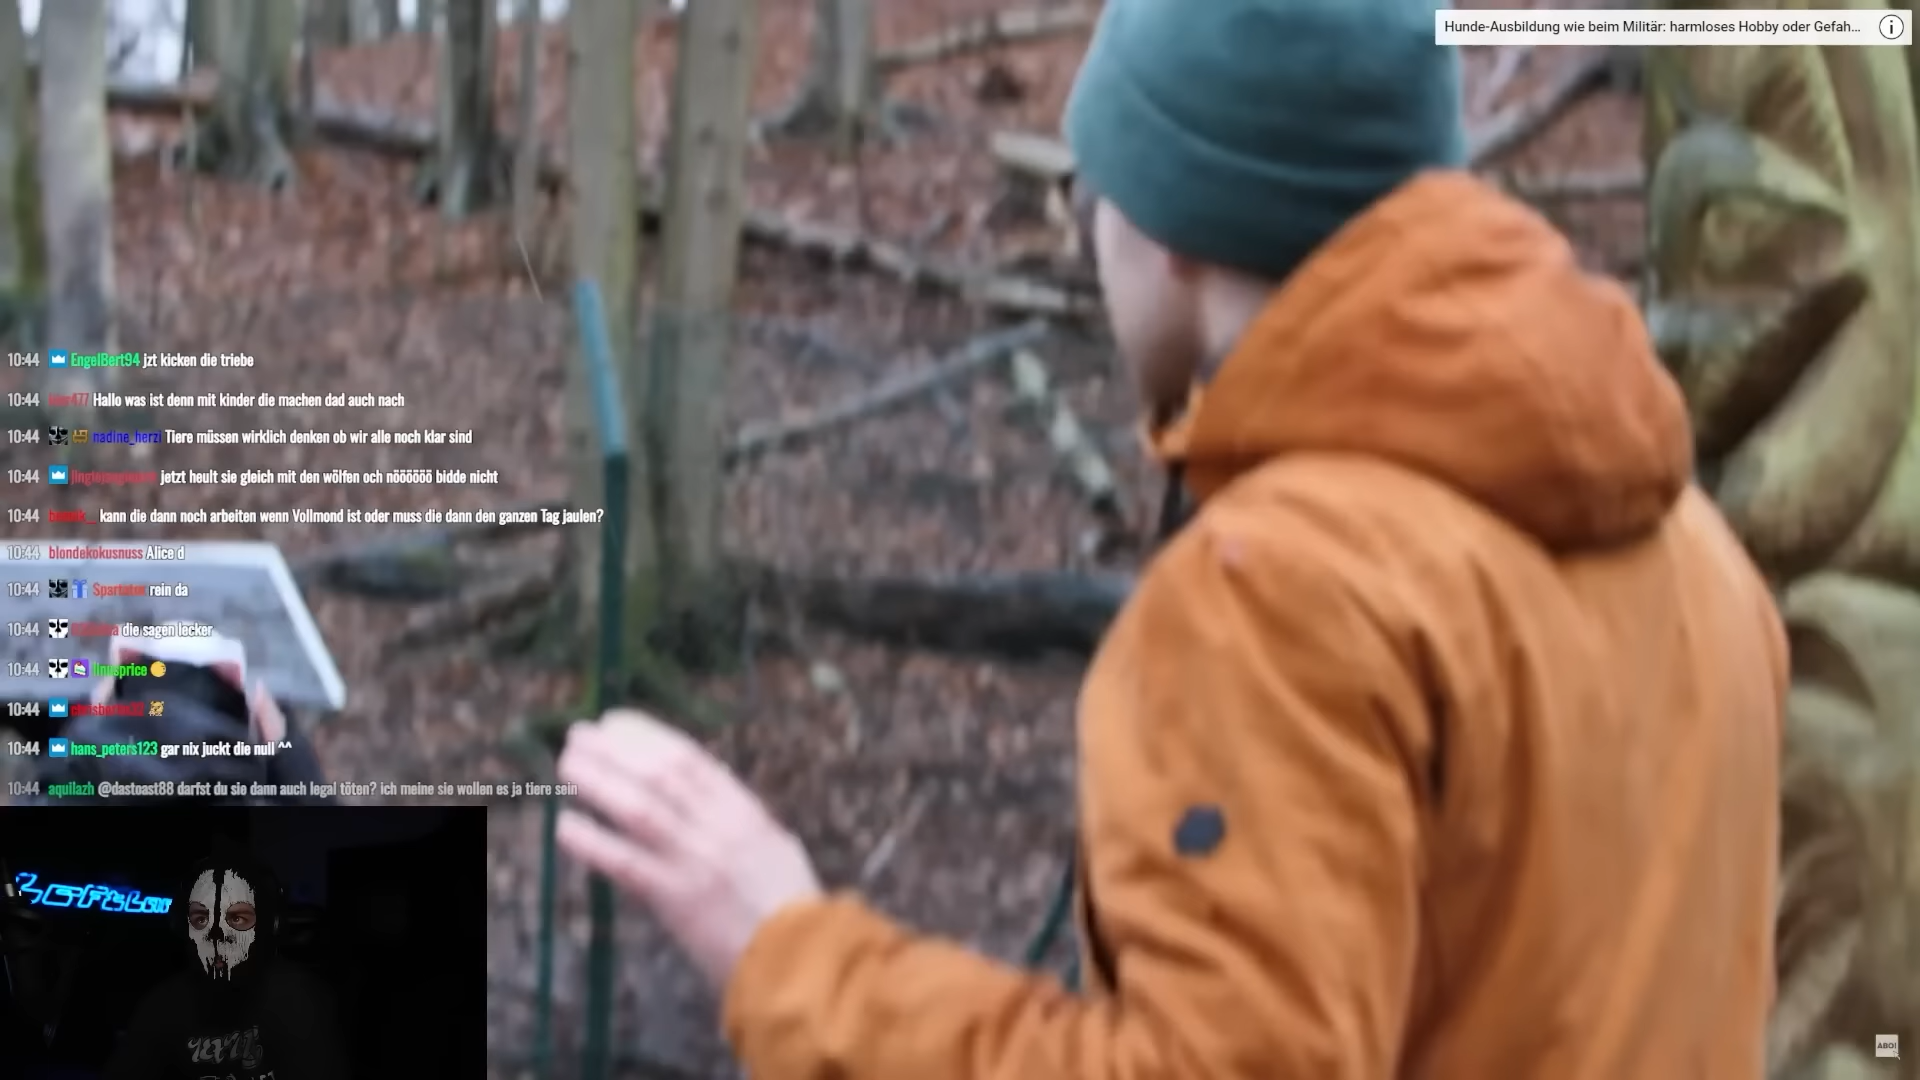 Hunde-Ausbildung wie beim Militär: harmloses Hobby oder Gefah...
10:44 EngelBert94 jzt kicken die triebe
10:44 Hallo was ist denn mit kinder die machen dad auch nach
10:44 nadine_herzi Tiere müssen wirklich denken ob wir alle noch klar sind
10:44 jetzt heult sie gleich mit den wölfen och nöööööö bidde nicht
10:44 kann die dann noch arbeiten wenn Vollmond ist oder muss die dann den ganzen Tag jaulen?
10:44 blondekokusnuss Alice d
10:44 rein da
10:44 die sagen lecker
10:44 linusprice
10:44
10:44 hans_peters123 gar nix juckt die null ^^
10:44 aquilazh @dastoast88 darfst du sie dann auch legal töten? ich meine sie wollen es ja tiere sein
ABO!